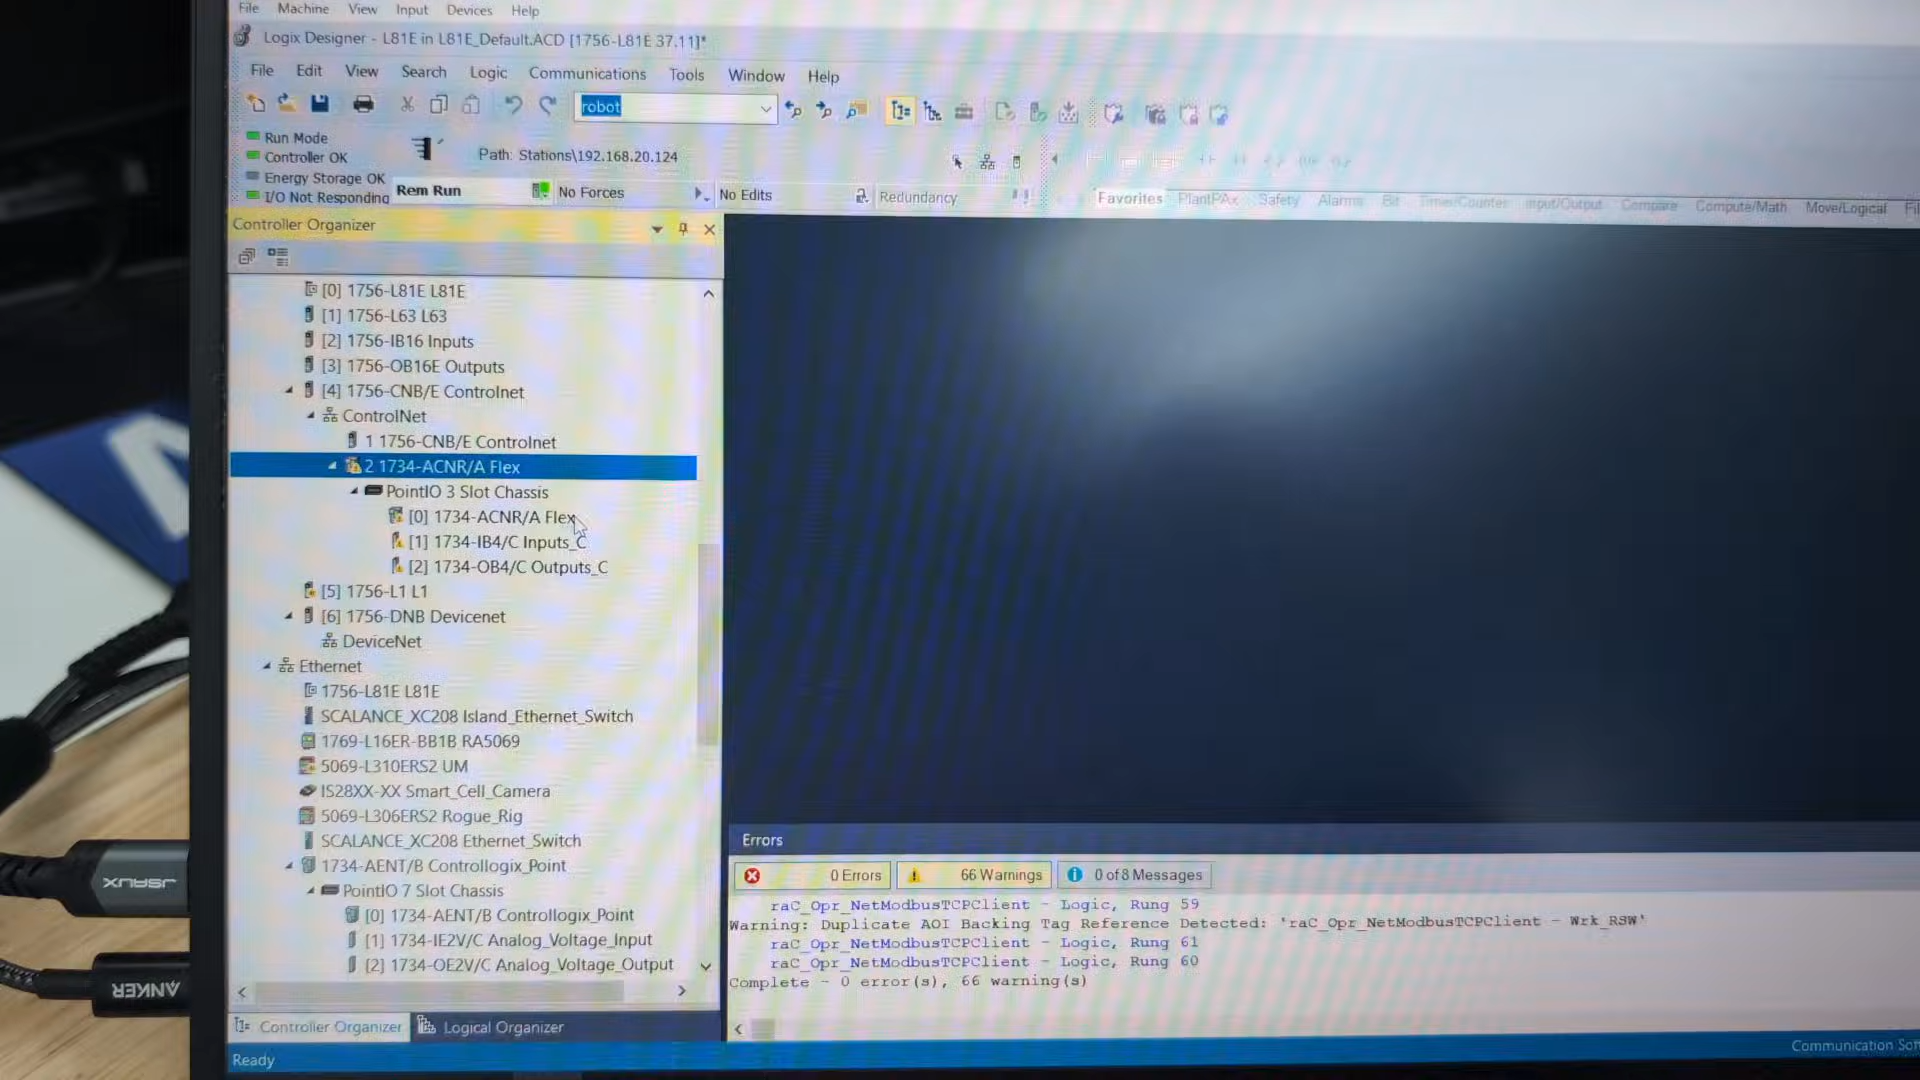 File Machine View Input Devices Help
Logix Designer - L81E in L81E_Default.ACD [1756-L81E 37.11]*
File Edit View Search Logic Communications Tools Window Help
robot
Run Mode
Controller OK
Energy Storage OK
I/O Not Responding
Path: Stations\192.168.20.124
Rem Run
No Forces
No Edits
Redundancy
Favorites PlantPAx Safety Alarms Bit Timer/Counter Input/Output Compare Compute/Math Move/Logical
Controller Organizer
[0] 1756-L81E L81E
[1] 1756-L63 L63
[2] 1756-IB16 Inputs
[3] 1756-OB16E Outputs
[4] 1756-CNB/E Controlnet
ControlNet
1 1756-CNB/E Controlnet
2 1734-ACNR/A Flex
PointIO 3 Slot Chassis
[0] 1734-ACNR/A Flex
[1] 1734-IB4/C Inputs_C
[2] 1734-OB4/C Outputs_C
[5] 1756-L1 L1
[6] 1756-DNB Devicenet
DeviceNet
Ethernet
1756-L81E L81E
SCALANCE_XC208 Island_Ethernet_Switch
1769-L16ER-BB1B RA5069
5069-L310ERS2 UM
IS28XX-XX Smart_Cell_Camera
5069-L306ERS2 Rogue_Rig
SCALANCE_XC208 Ethernet_Switch
1734-AENT/B Controllogix_Point
PointIO 7 Slot Chassis
[0] 1734-AENT/B Controllogix_Point
[1] 1734-IE2V/C Analog_Voltage_Input
[2] 1734-OE2V/C Analog_Voltage_Output
Controller Organizer
Logical Organizer
Errors
0 Errors
66 Warnings
0 of 8 Messages
raC_Opr_NetModbusTCPClient - Logic, Rung 59
Warning: Duplicate AOI Backing Tag Reference Detected: 'raC_Opr_NetModbusTCPClient - Wrk_RSW'
raC_Opr_NetModbusTCPClient - Logic, Rung 61
raC_Opr_NetModbusTCPClient - Logic, Rung 60
Complete - 0 error(s), 66 warning(s)
Ready
Communication
JSAUX
ANKER